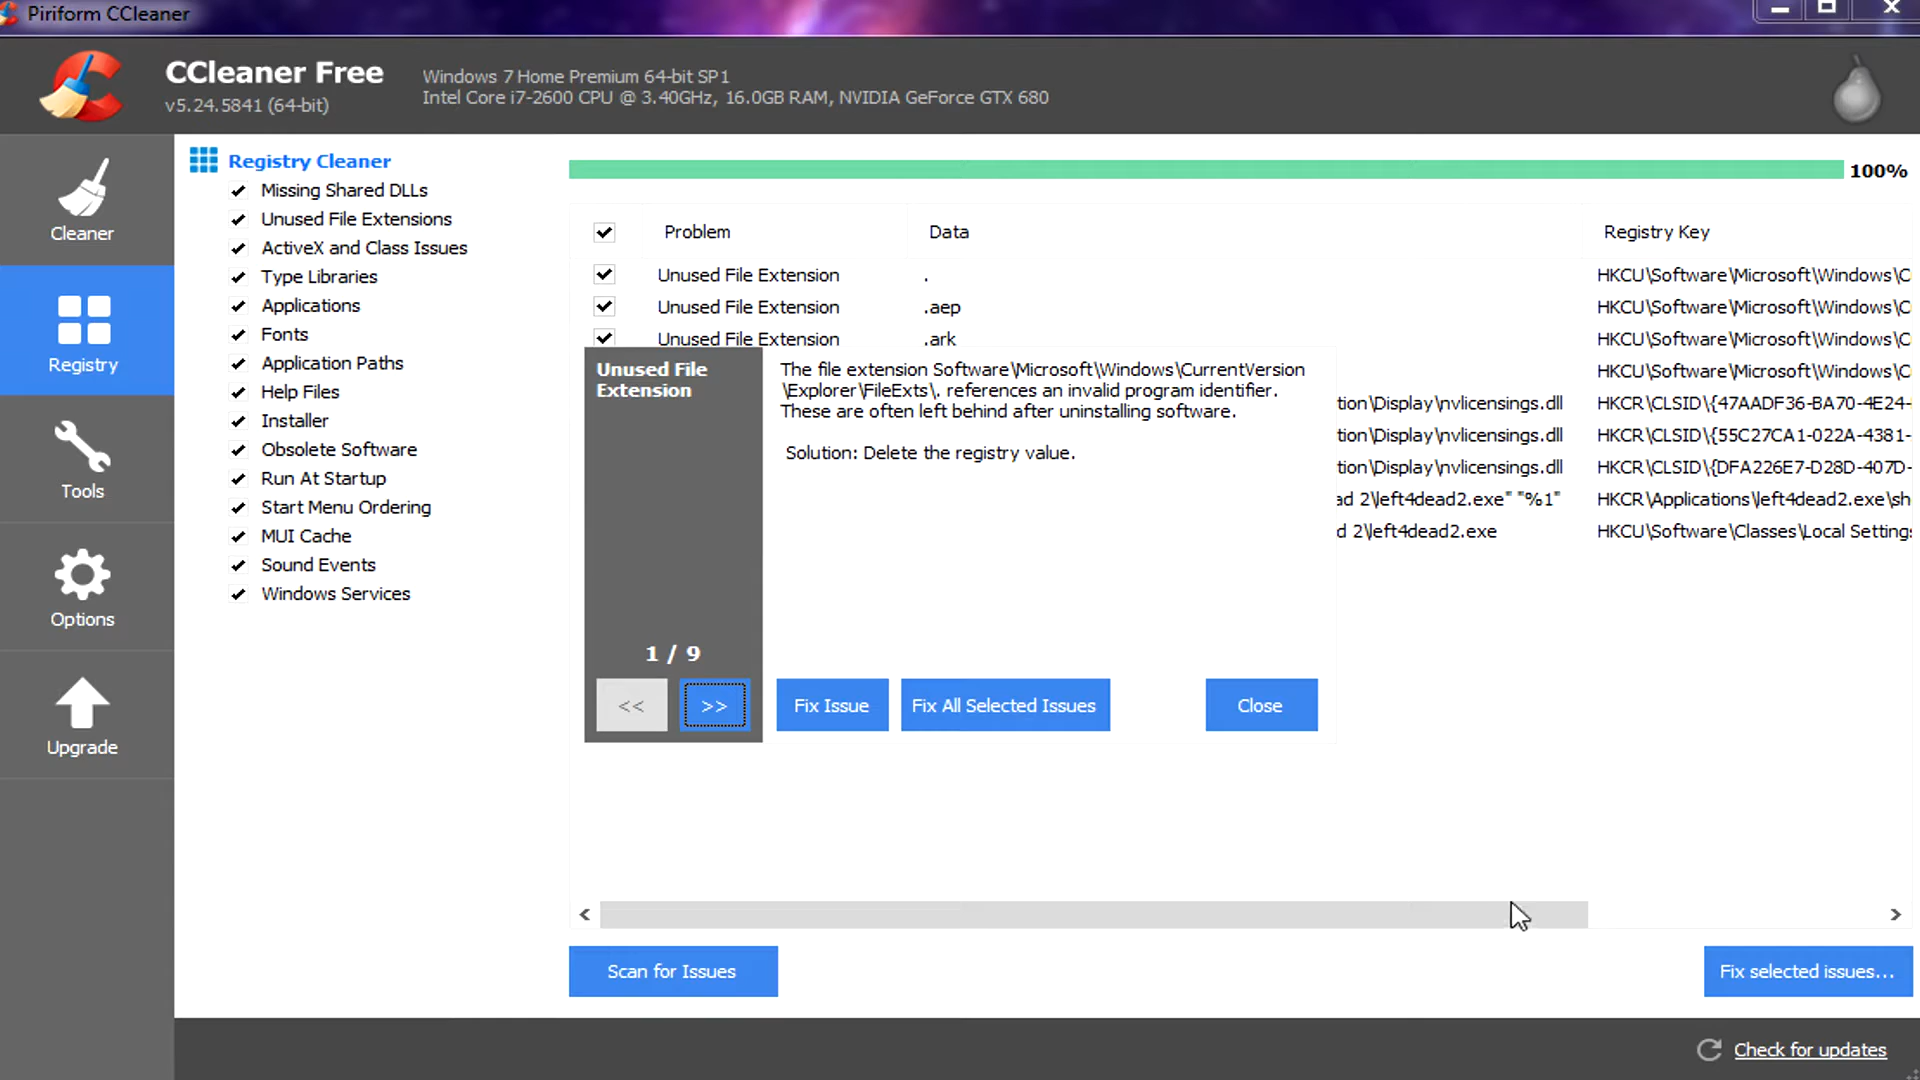 Piriform CCleaner
CCleaner Free
v5.24.5841 (64-bit)
Windows 7 Home Premium 64-bit SP1
Intel Core i7-2600 CPU @ 3.40GHz, 16.0GB RAM, NVIDIA GeForce GTX 680
Cleaner
Registry
Tools
Options
Upgrade
Registry Cleaner
Missing Shared DLLs
Unused File Extensions
ActiveX and Class Issues
Type Libraries
Applications
Fonts
Application Paths
Help Files
Installer
Obsolete Software
Run At Startup
Start Menu Ordering
MUI Cache
Sound Events
Windows Services
100%
Problem Data Registry Key
Unused File Extension . HKCU\Software\Microsoft\Windows\C
Unused File Extension .aep HKCU\Software\Microsoft\Windows\C
Unused File Extension .ark HKCU\Software\Microsoft\Windows\C
HKCU\Software\Microsoft\Windows\C
tion\Display\nvlicensings.dll HKCR\CLSID\{47AADF36-BA70-4E24-
tion\Display\nvlicensings.dll HKCR\CLSID\{55C27CA1-022A-4381-
tion\Display\nvlicensings.dll HKCR\CLSID\{DFA226E7-D28D-407D-
ad 2\left4dead2.exe" "%1" HKCR\Applications\left4dead2.exe\sh
d 2\left4dead2.exe HKCU\Software\Classes\Local Settings
Unused File
Extension
The file extension Software\Microsoft\Windows\CurrentVersion
\Explorer\FileExts\. references an invalid program identifier.
These are often left behind after uninstalling software.
Solution: Delete the registry value.
1 / 9
<< >> Fix Issue Fix All Selected Issues Close
Scan for Issues Fix selected issues...
Check for updates